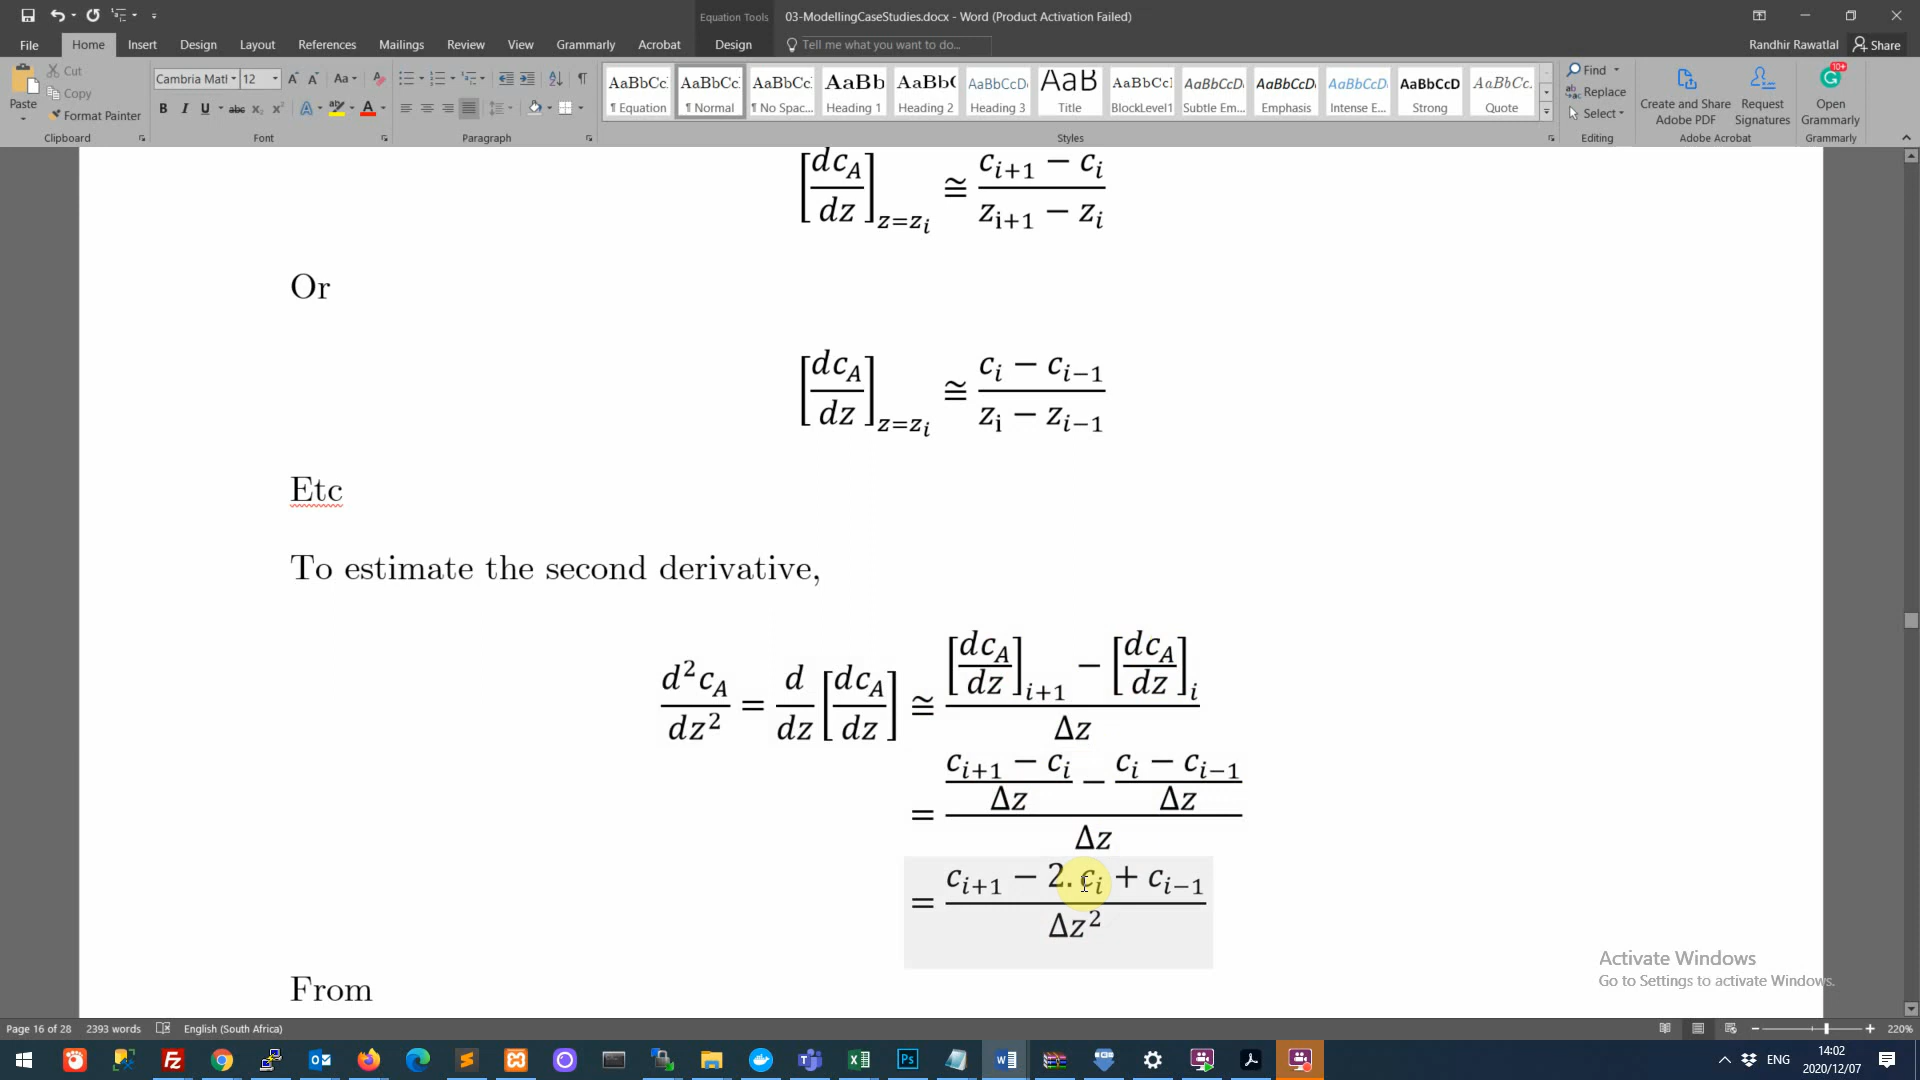 Equation Tools
03-ModellingCaseStudies.docx - Word (Product Activation Failed)
File Home Insert Design Layout References Mailings Review View Grammarly Acrobat Design Tell me what you want to do... Randhir Rawatlal Share
Paste
Cut
Copy
Format Painter
Clipboard
Cambria Matl 12
Font
Paragraph
AaBbCc AaBbCc AaBbCc AaBb AaBb( AaBbCcD AaB AaBbCcI AaBbCcD AaBbCcD AaBbCcD AaBbCcD AaBbCc.
¶ Equation ¶ Normal ¶ No Spac... Heading 1 Heading 2 Heading 3 Title BlockLevel1 Subtle Em... Emphasis Intense E... Strong Quote
Styles
Find
Replace
Select
Editing
Create and Share Adobe PDF
Request Signatures
Adobe Acrobat
10+
Open Grammarly
Grammarly
[dc_A/dz]_{z=z_i} ≅ (c_{i+1} − c_i)/(z_{i+1} − z_i)
Or
[dc_A/dz]_{z=z_i} ≅ (c_i − c_{i−1})/(z_i − z_{i−1})
Etc
To estimate the second derivative,
d²c_A/dz² = d/dz [dc_A/dz] ≅ ([dc_A/dz]_{i+1} − [dc_A/dz]_i)/Δz
= ((c_{i+1} − c_i)/Δz − (c_i − c_{i−1})/Δz)/Δz
= (c_{i+1} − 2.c_i + c_{i−1})/Δz²
From
Activate Windows
Go to Settings to activate Windows.
Page 16 of 28 2393 words English (South Africa) 220%
ENG
14:02
2020/12/07